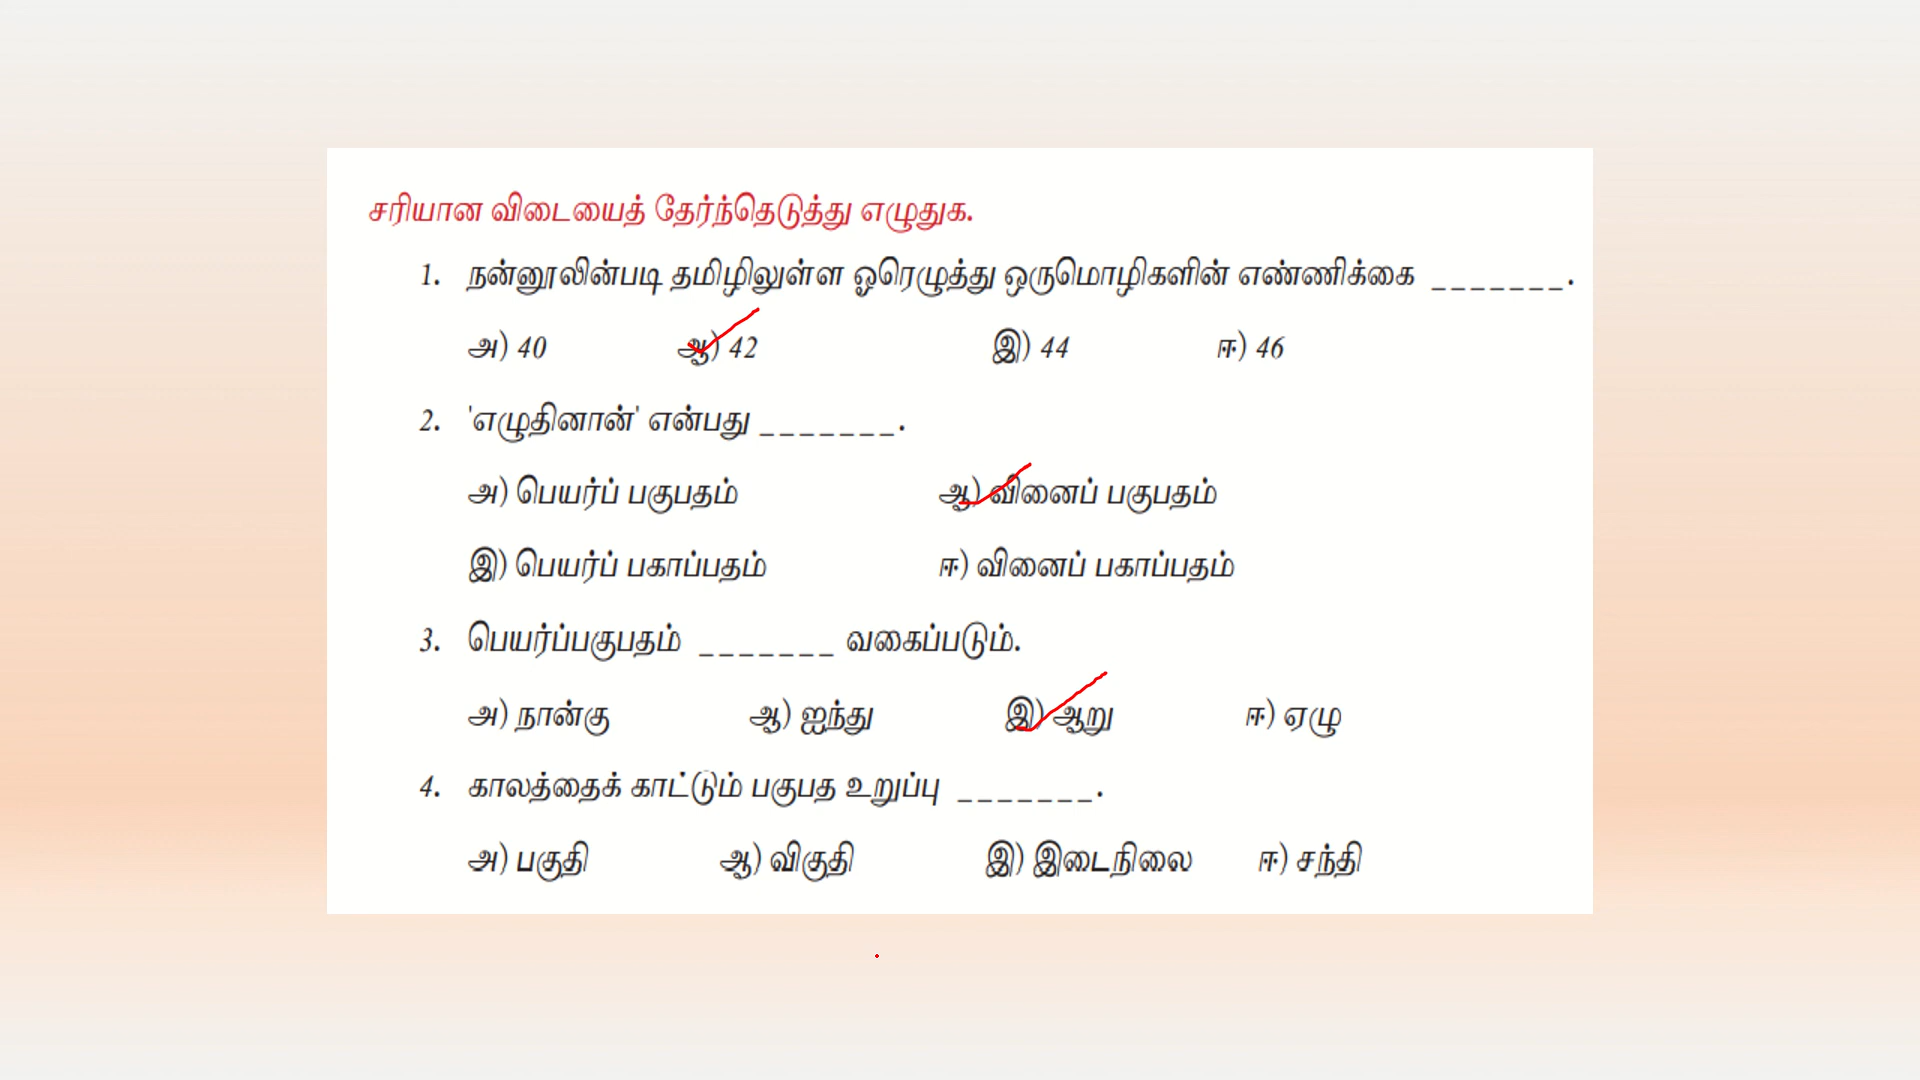 சரியான விடையைத் தேர்ந்தெடுத்து எழுதுக.
1. நன்னூலின்படி தமிழிலுள்ள ஓரெழுத்து ஒருமொழிகளின் எண்ணிக்கை _______.
அ) 40 ஆ) 42 இ) 44 ஈ) 46
2. 'எழுதினான்' என்பது _______.
அ) பெயர்ப் பகுபதம் ஆ) வினைப் பகுபதம்
இ) பெயர்ப் பகாப்பதம் ஈ) வினைப் பகாப்பதம்
3. பெயர்ப்பகுபதம் _______ வகைப்படும்.
அ) நான்கு ஆ) ஐந்து இ) ஆறு ஈ) ஏழு
4. காலத்தைக் காட்டும் பகுபத உறுப்பு _______.
அ) பகுதி ஆ) விகுதி இ) இடைநிலை ஈ) சந்தி